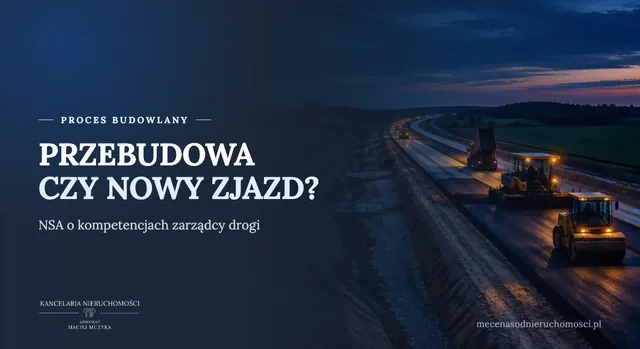 PROCES BUDOWLANY
PRZEBUDOWA
CZY NOWY ZJAZD?
NSA o kompetencjach zarządcy drogi
KANCELARIA NIERUCHOMOŚCI
ADWOKAT
MACIEJ MUZYKA
mecenasodnieruchomosci.pl